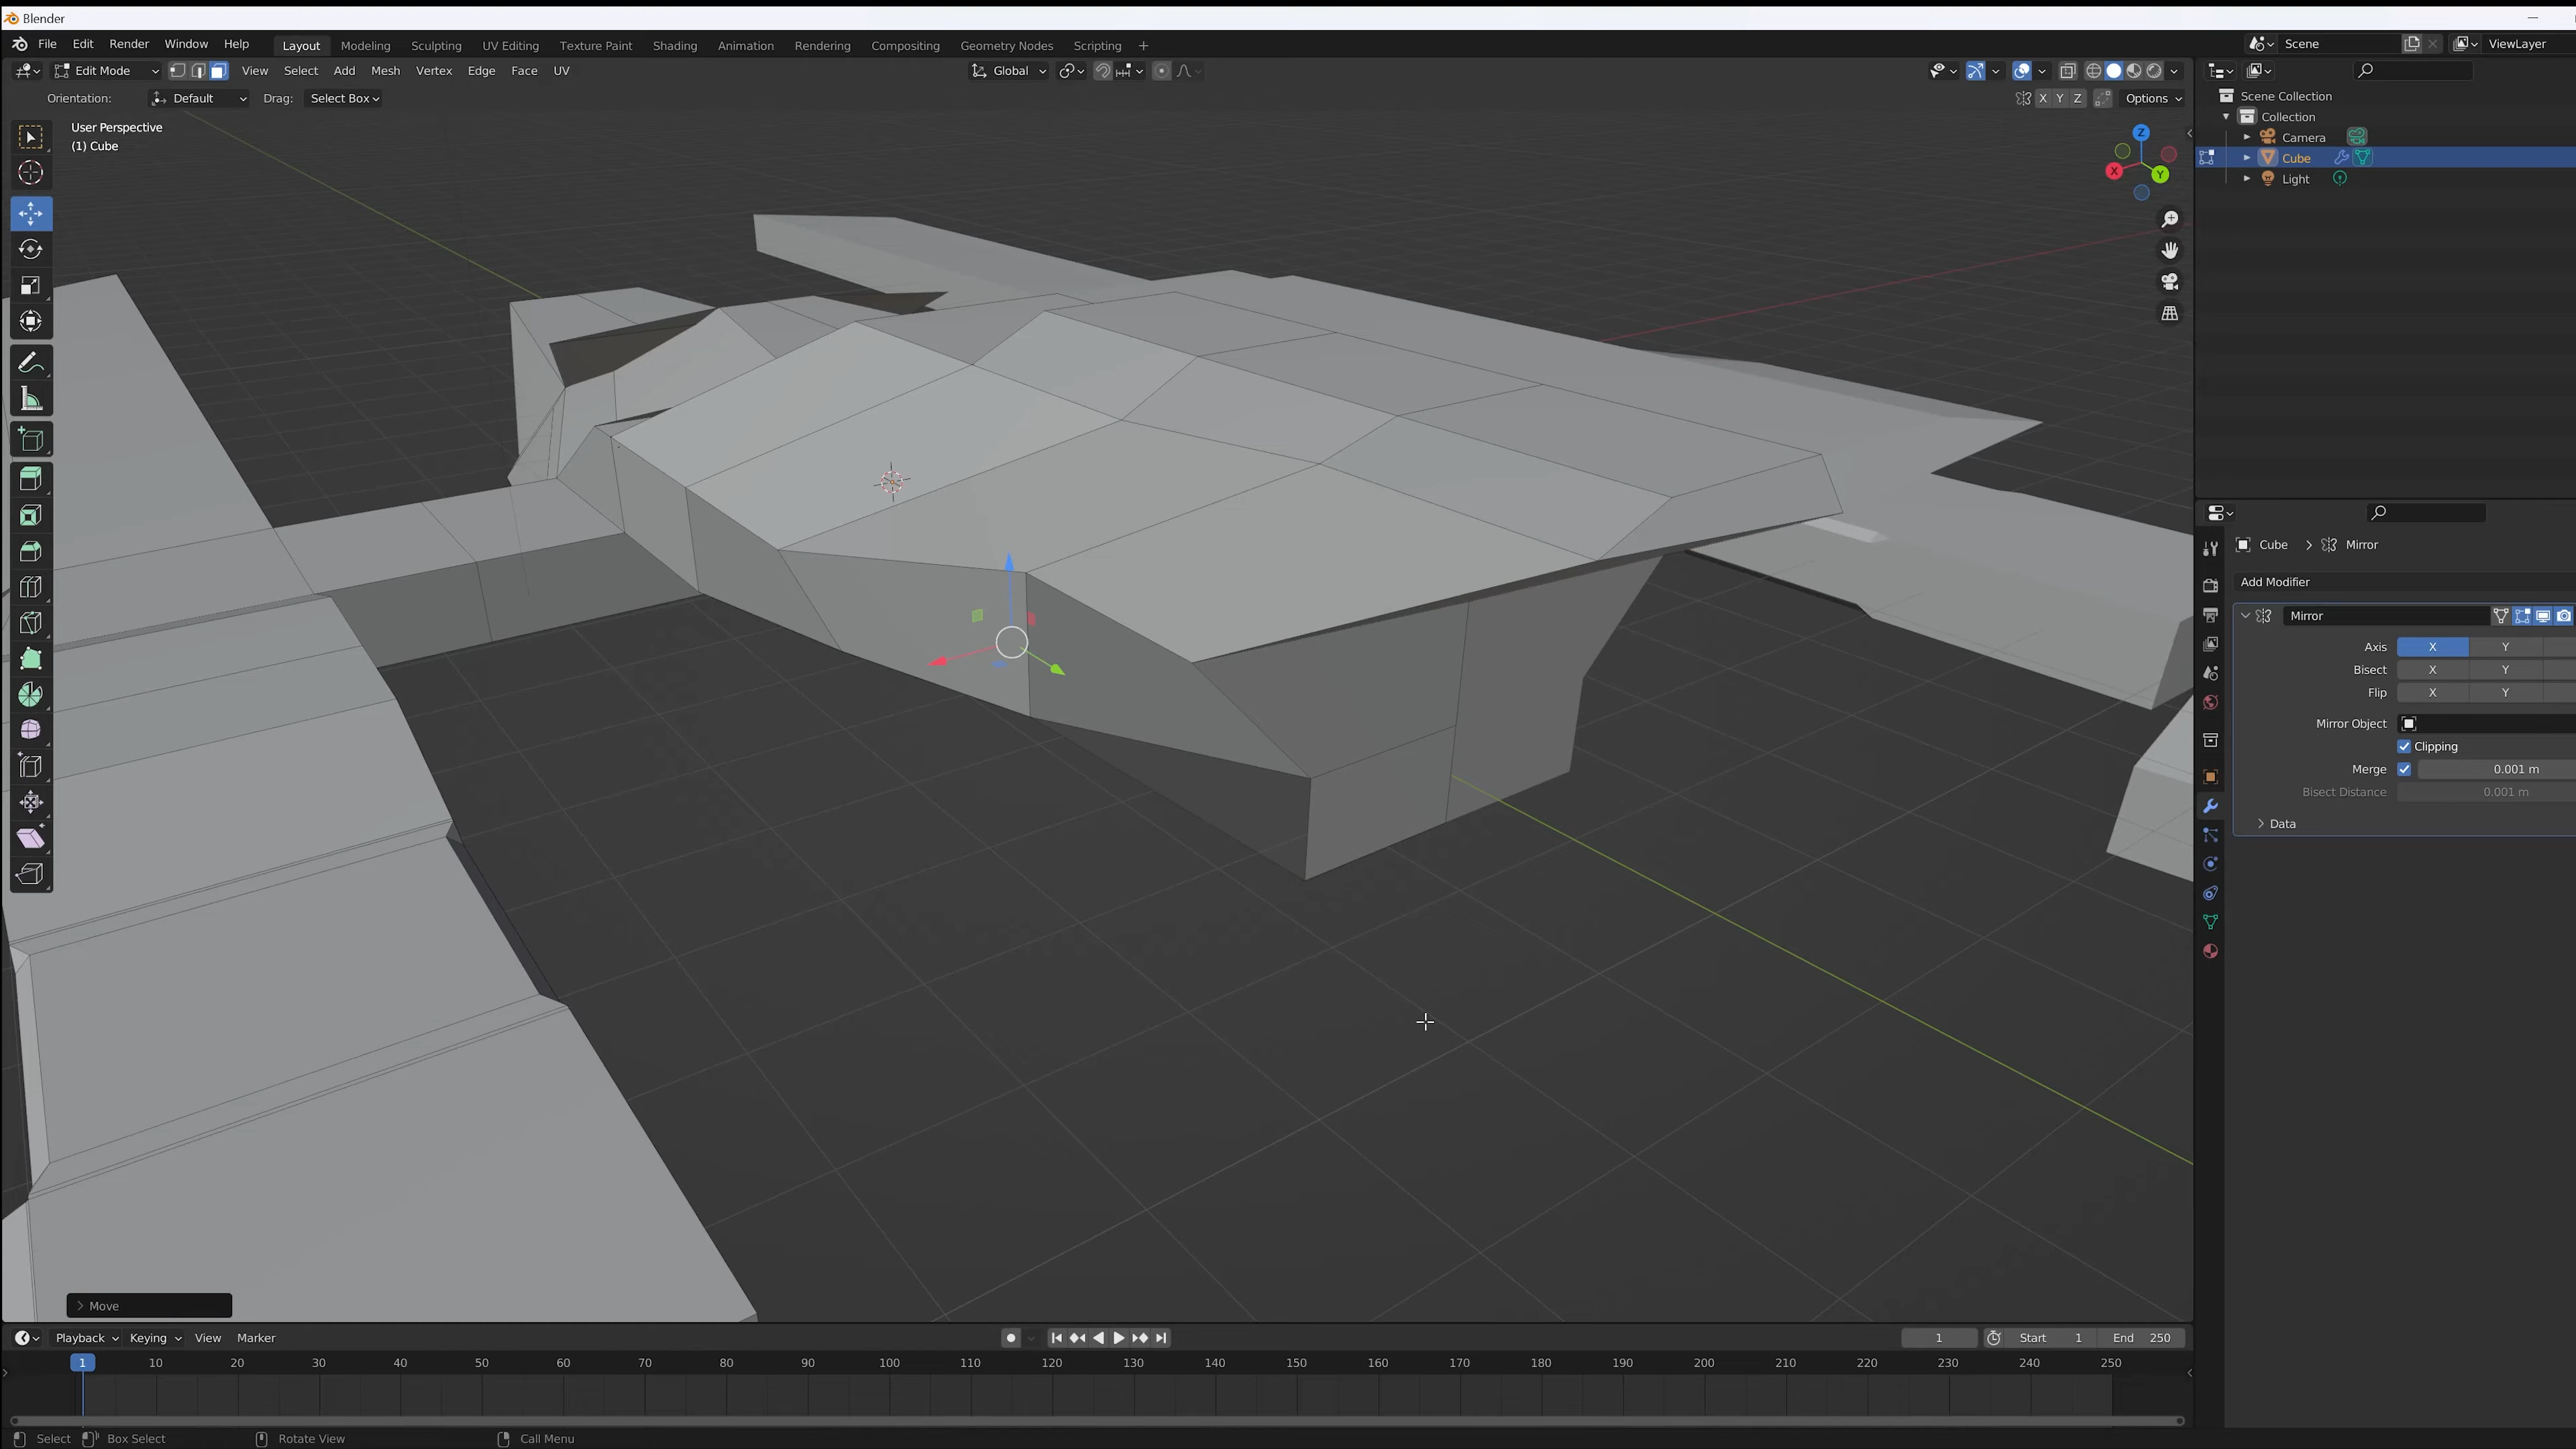 Blender
File Edit Render Window Help Layout Modeling Sculpting UV Editing Texture Paint Shading Animation Rendering Compositing Geometry Nodes Scripting + Scene ViewLayer
Edit Mode View Select Add Mesh Vertex Edge Face UV Global
Orientation: Default Drag: Select Box X Y Z Options
User Perspective
(1) Cube
Z
X
Y
Scene Collection
Collection
Camera
Cube
Light
Cube > Mirror
Add Modifier
Mirror
Axis X Y
Bisect X Y
Flip X Y
Mirror Object
Clipping
Merge 0.001 m
Bisect Distance 0.001 m
> Data
> Move
Playback Keying View Marker 1 Start 1 End 250
1 10 20 30 40 50 60 70 80 90 100 110 120 130 140 150 160 170 180 190 200 210 220 230 240 250
Select Box Select Rotate View Call Menu